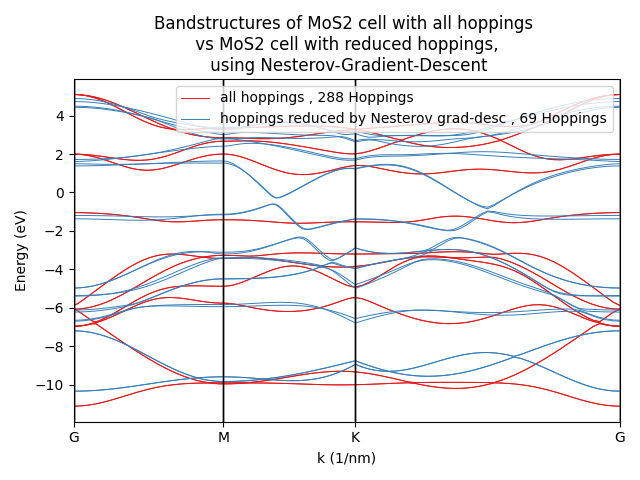 Bandstructures of MoS2 cell with all hoppings
vs MoS2 cell with reduced hoppings,
using Nesterov-Gradient-Descent
all hoppings , 288 Hoppings
hoppings reduced by Nesterov grad-desc , 69 Hoppings
Energy (eV)
4
2
0
−2
−4
−6
−8
−10
G
M
K
G
k (1/nm)